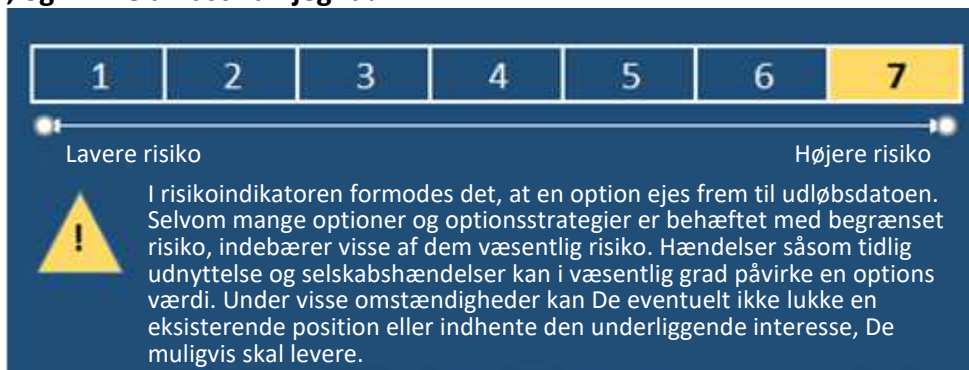 1 2 3 4 5 6 7
Lavere risiko Højere risiko
I risikoindikatoren formodes det, at en option ejes frem til udløbsdatoen.
Selvom mange optioner og optionsstrategier er behæftet med begrænset
risiko, indebærer visse af dem væsentlig risiko. Hændelser såsom tidlig
udnyttelse og selskabshændelser kan i væsentlig grad påvirke en options
værdi. Under visse omstændigheder kan De eventuelt ikke lukke en
eksisterende position eller indhente den underliggende interesse, De
muligvis skal levere.